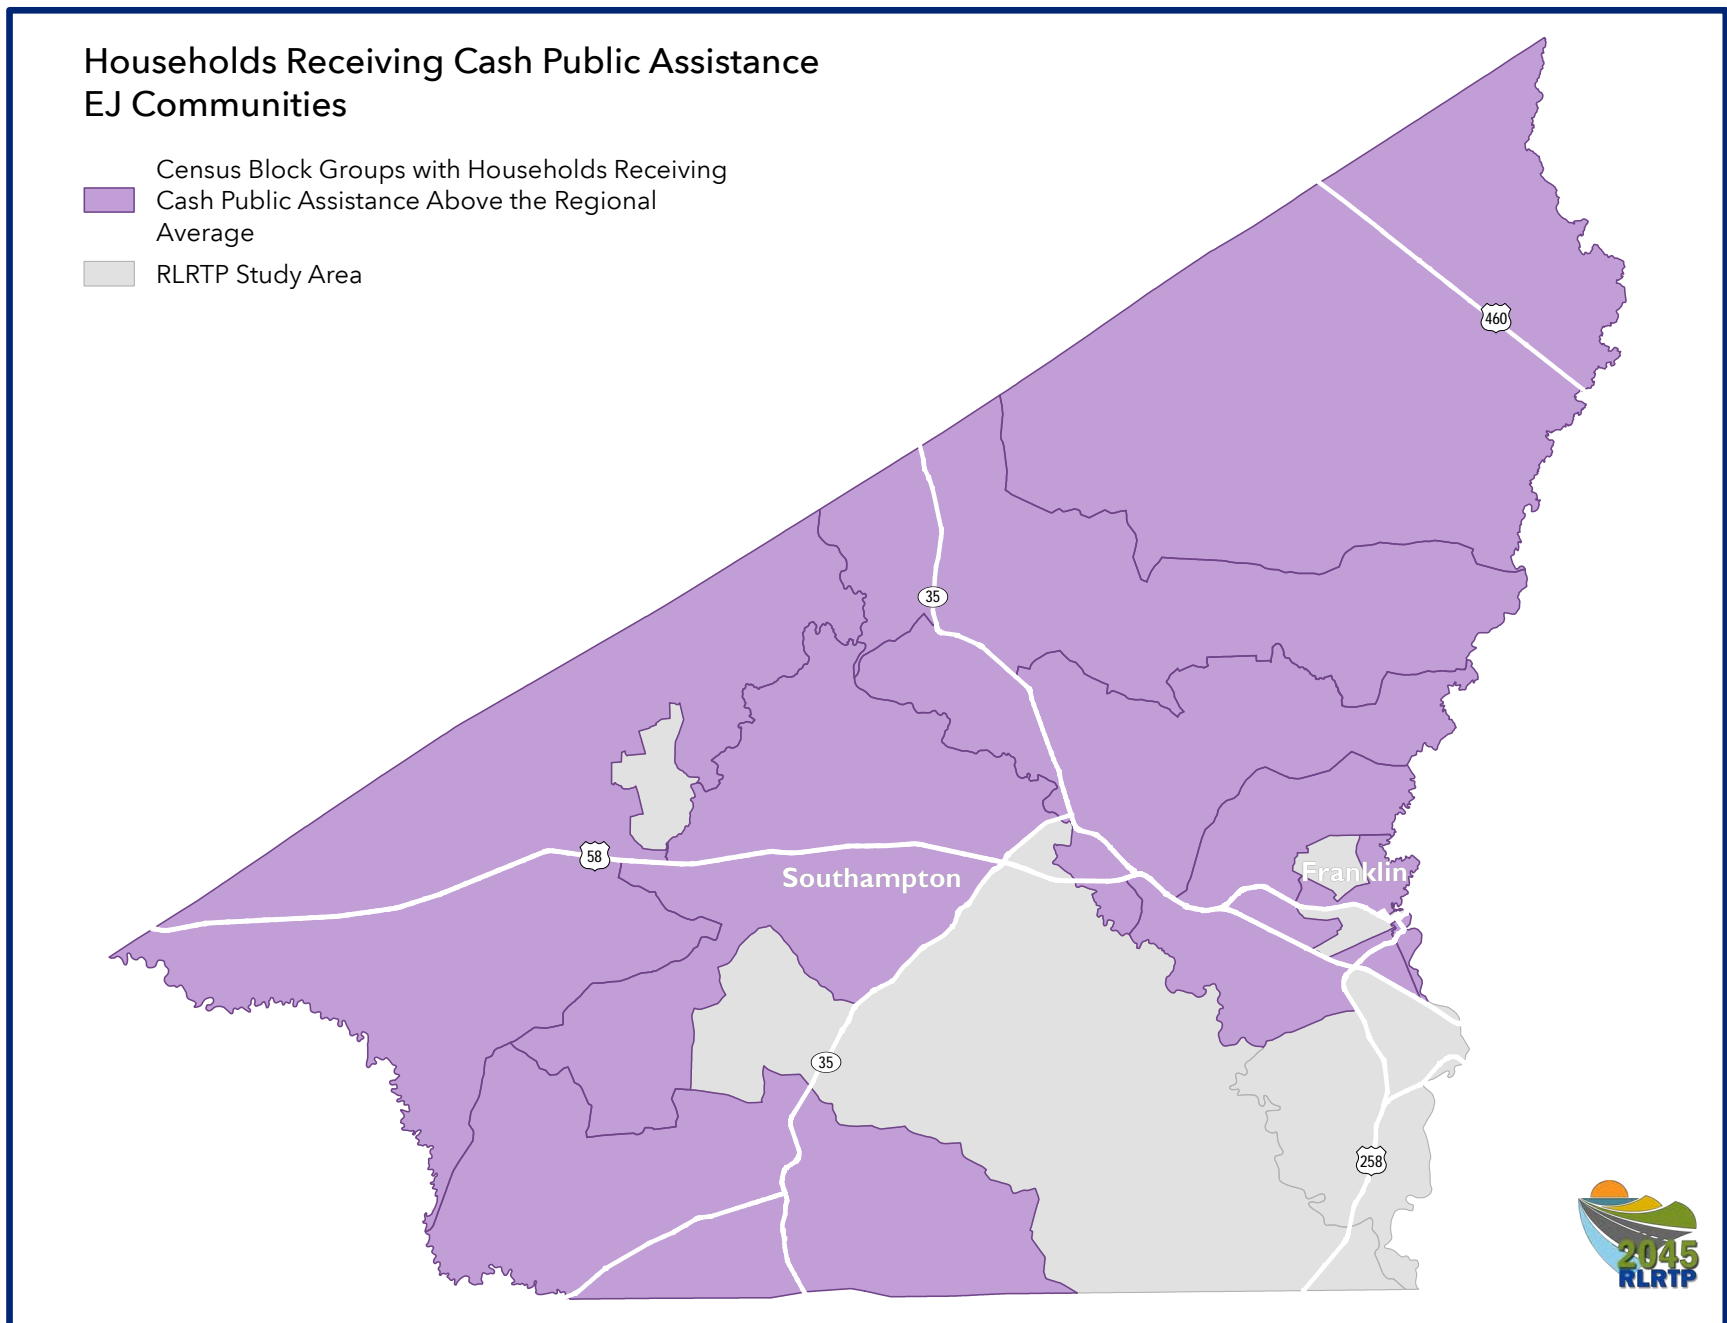 Households Receiving Cash Public Assistance
EJ Communities
Census Block Groups with Households Receiving
Cash Public Assistance Above the Regional
Average
RLRTP Study Area
460
35
58
Southampton
Franklin
35
258
2045
RLRTP